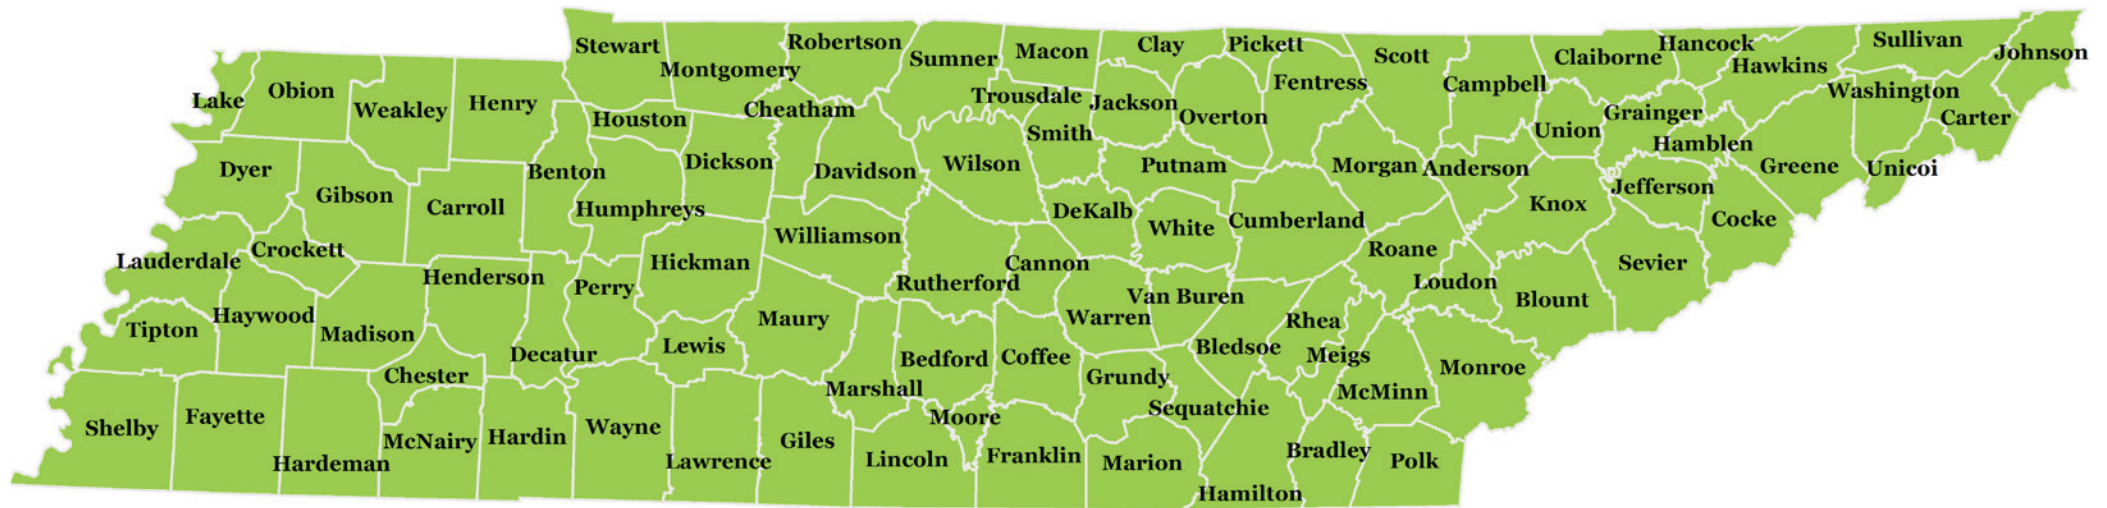 Stewart
Montgomery
Robertson
Sumner
Macon
Clay
Pickett
Scott
Claiborne
Hancock
Hawkins
Sullivan
Johnson
Lake
Obion
Weakley
Henry
Houston
Cheatham
Trousdale
Jackson
Overton
Fentress
Campbell
Union
Grainger
Hamblen
Washington
Carter
Dyer
Gibson
Carroll
Benton
Humphreys
Dickson
Davidson
Wilson
Smith
Putnam
Morgan
Anderson
Knox
Jefferson
Greene
Unicoi
Cocke
Lauderdale
Crockett
Henderson
Perry
Hickman
Williamson
Rutherford
Cannon
DeKalb
White
Cumberland
Roane
Loudon
Blount
Sevier
Tipton
Haywood
Madison
Decatur
Lewis
Maury
Bedford
Coffee
Warren
Van Buren
Bledsoe
Rhea
Meigs
McMinn
Monroe
Chester
Marshall
Moore
Grundy
Sequatchie
Shelby
Fayette
Hardeman
McNairy
Hardin
Wayne
Lawrence
Giles
Lincoln
Franklin
Marion
Hamilton
Bradley
Polk